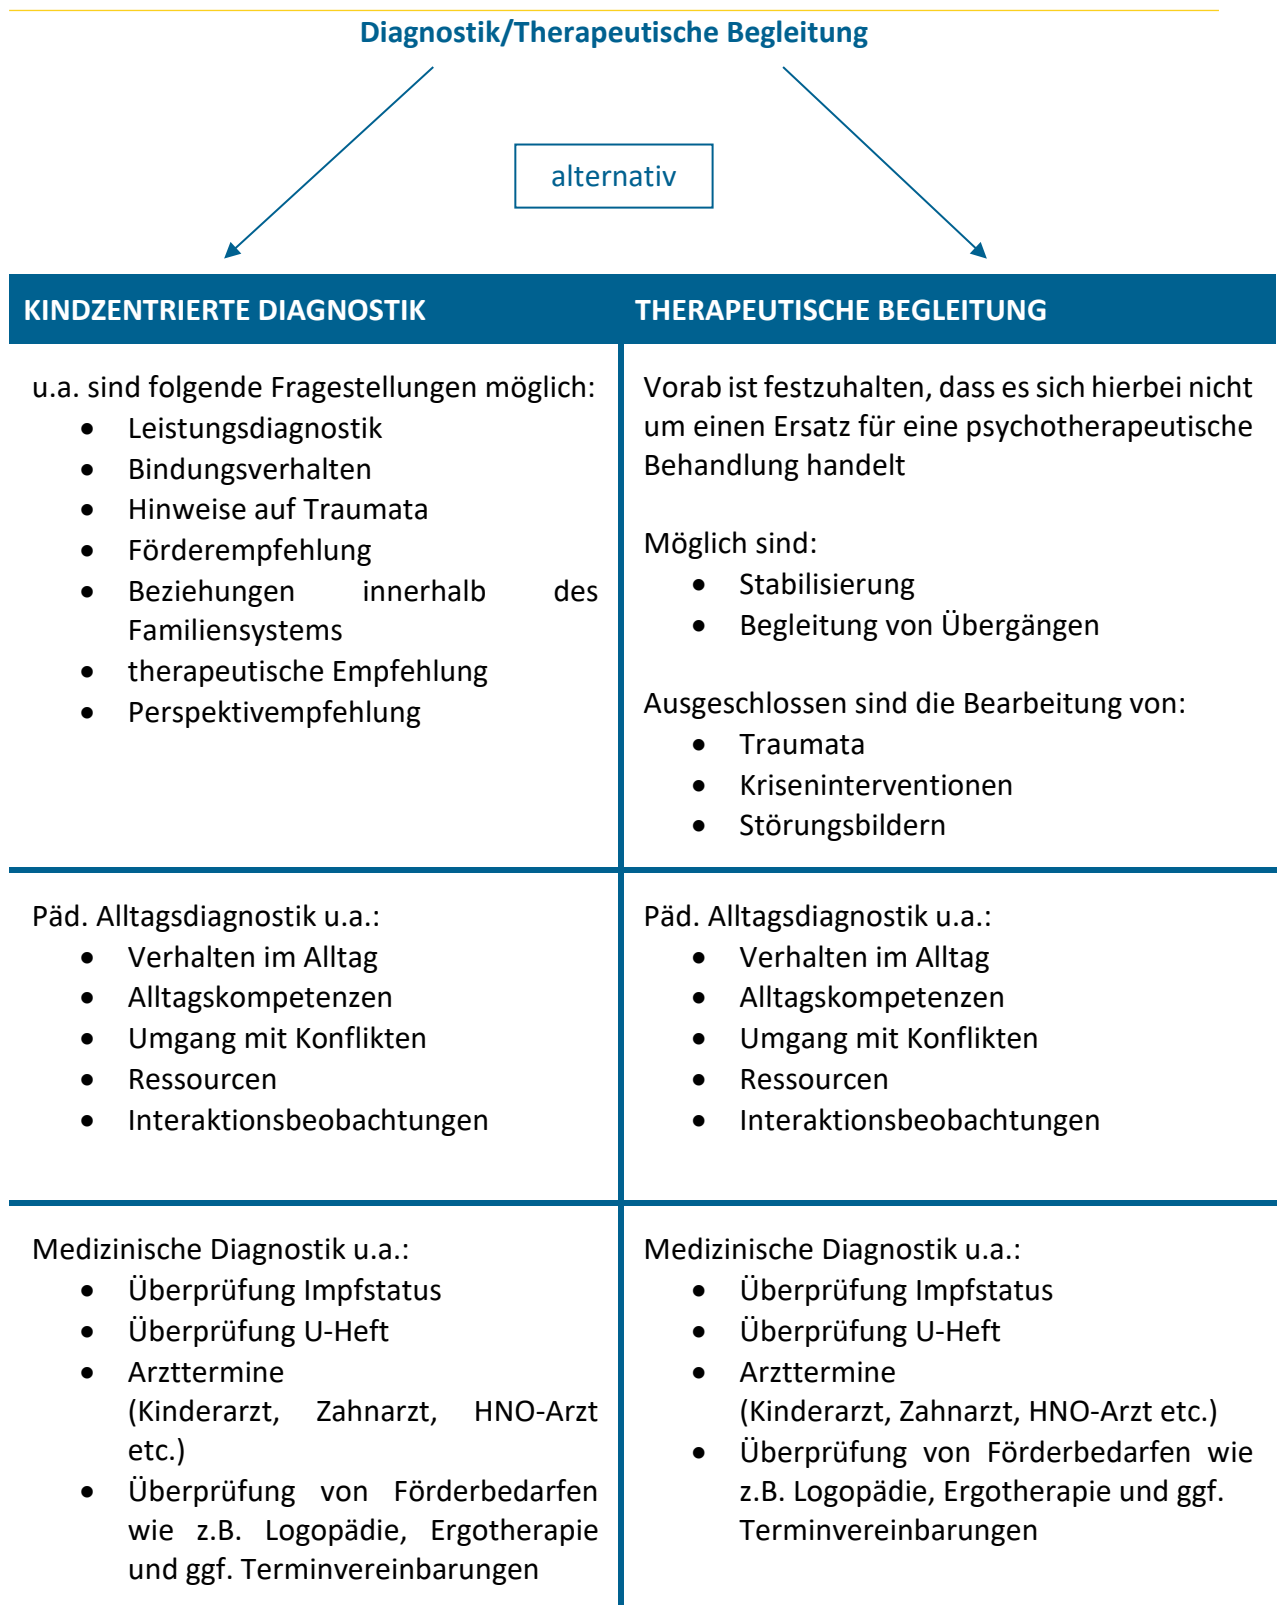 Diagnostik/Therapeutische Begleitung
alternativ
KINDZENTRIERTE DIAGNOSTIK
u.a. sind folgende Fragestellungen möglich:
• Leistungsdiagnostik
• Bindungsverhalten
• Hinweise auf Traumata
• Förderempfehlung
• Beziehungen innerhalb des
Familiensystems
• therapeutische Empfehlung
• Perspektivempfehlung
THERAPEUTISCHE BEGLEITUNG
Vorab ist festzuhalten, dass es sich hierbei nicht
um einen Ersatz für eine psychotherapeutische
Behandlung handelt
Möglich sind:
• Stabilisierung
• Begleitung von Übergängen
Ausgeschlossen sind die Bearbeitung von:
• Traumata
• Kriseninterventionen
• Störungsbildern
Päd. Alltagsdiagnostik u.a.:
• Verhalten im Alltag
• Alltagskompetenzen
• Umgang mit Konflikten
• Ressourcen
• Interaktionsbeobachtungen
Päd. Alltagsdiagnostik u.a.:
• Verhalten im Alltag
• Alltagskompetenzen
• Umgang mit Konflikten
• Ressourcen
• Interaktionsbeobachtungen
Medizinische Diagnostik u.a.:
• Überprüfung Impfstatus
• Überprüfung U-Heft
• Arzttermine
(Kinderarzt, Zahnarzt, HNO-Arzt
etc.)
• Überprüfung von Förderbedarfen
wie z.B. Logopädie, Ergotherapie
und ggf. Terminvereinbarungen
Medizinische Diagnostik u.a.:
• Überprüfung Impfstatus
• Überprüfung U-Heft
• Arzttermine
(Kinderarzt, Zahnarzt, HNO-Arzt etc.)
• Überprüfung von Förderbedarfen wie
z.B. Logopädie, Ergotherapie und ggf.
Terminvereinbarungen